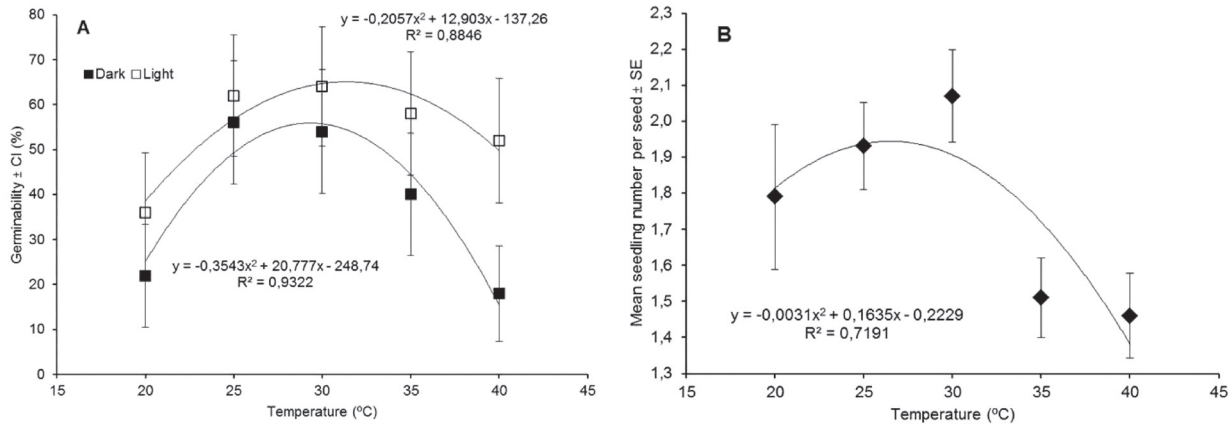 A
y = -0,2057x² + 12,903x - 137,26
R² = 0,8846
Dark Light
80
70
60
50
40
30
20
10
0
Germinability ± CI (%)
y = -0,3543x² + 20,777x - 248,74
R² = 0,9322
15 20 25 30 35 40 45
Temperature (ºC)
B
2,3
2,2
2,1
2,0
1,9
1,8
1,7
1,6
1,5
1,4
1,3
Mean seedling number per seed ± SE
y = -0,0031x² + 0,1635x - 0,2229
R² = 0,7191
15 20 25 30 35 40 45
Temperature (ºC)